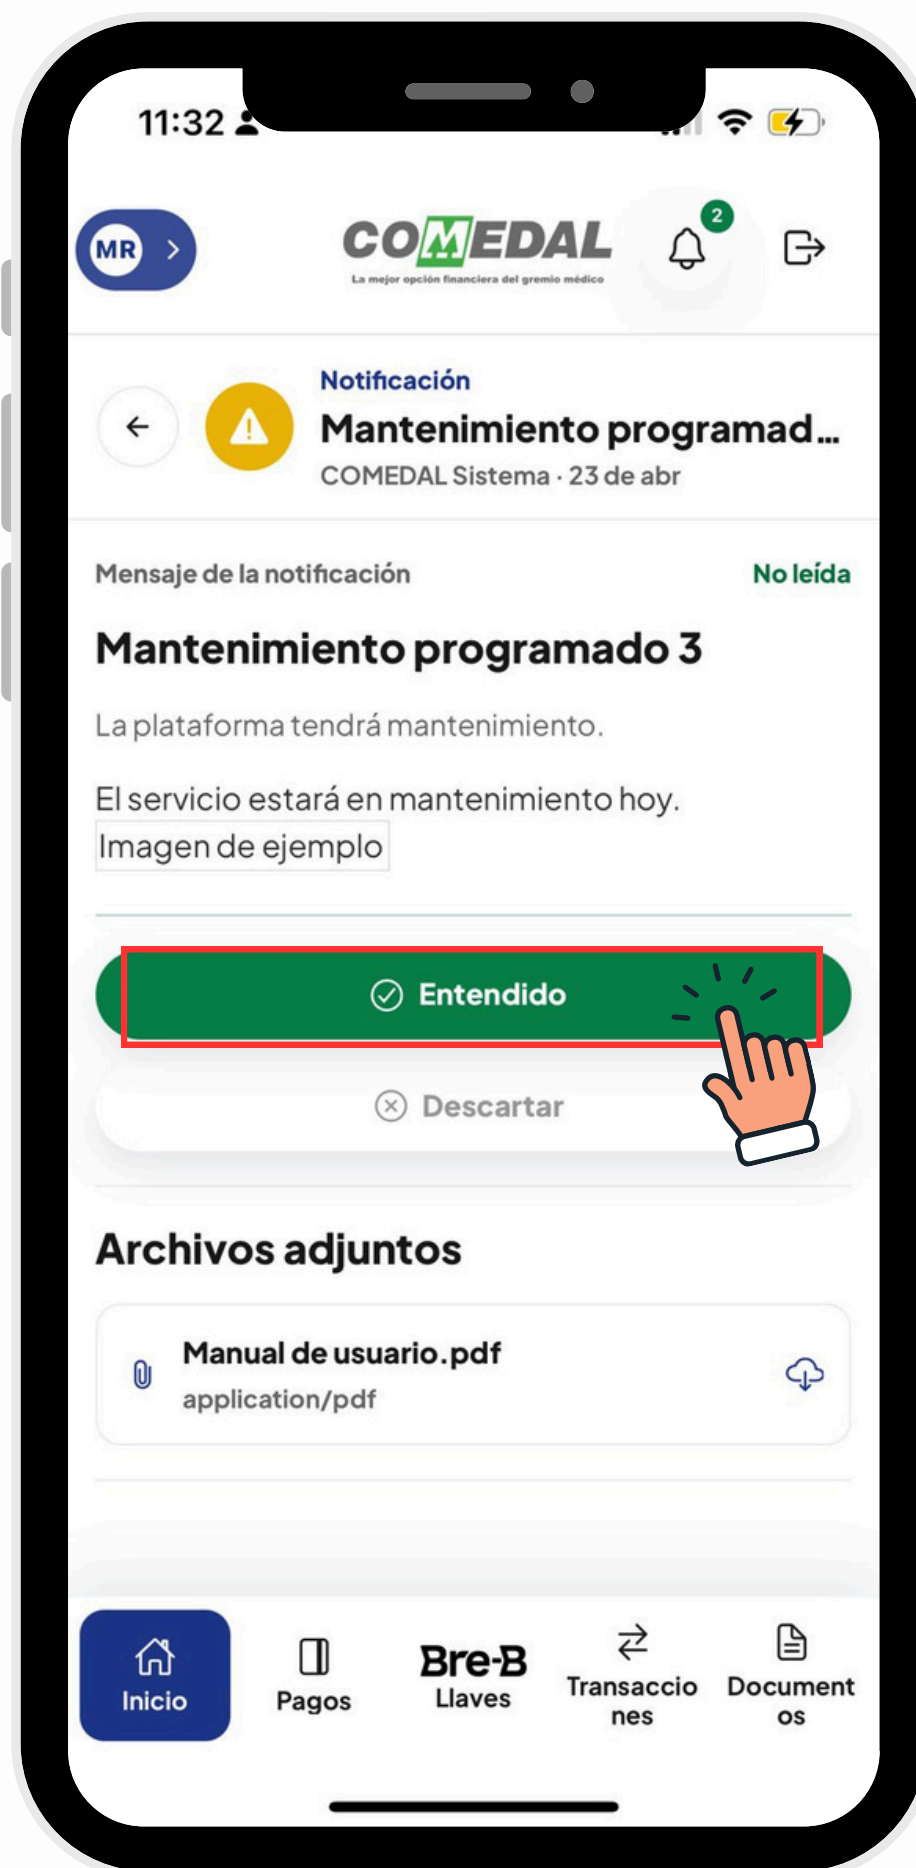 11:32
MR
COMEDAL
La mejor opción financiera del gremio médico
2
Notificación
Mantenimiento programad...
COMEDAL Sistema · 23 de abr
Mensaje de la notificación
No leída
Mantenimiento programado 3
La plataforma tendrá mantenimiento.
El servicio estará en mantenimiento hoy.
Imagen de ejemplo
Entendido
Descartar
Archivos adjuntos
Manual de usuario.pdf
application/pdf
Inicio
Pagos
Bre-B
Llaves
Transaccio
nes
Document
os